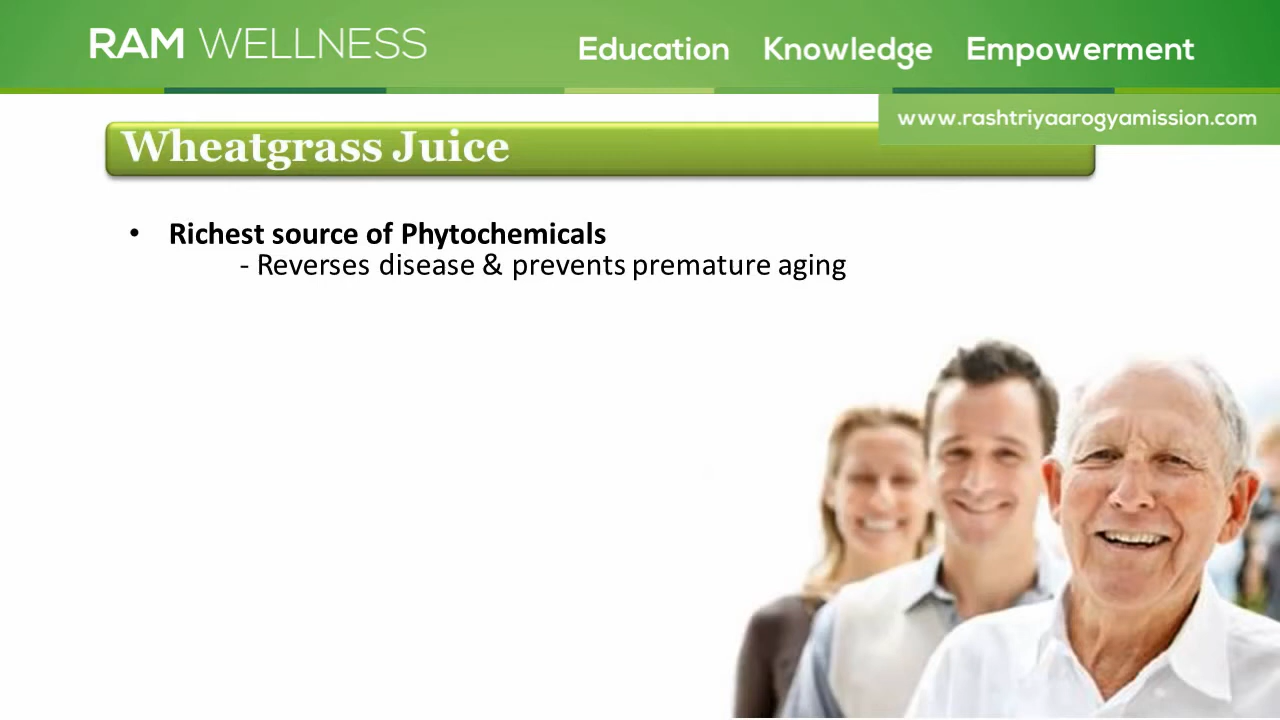 RAM WELLNESS
Education Knowledge Empowerment
www.rashtriyaarogyamission.com
Wheatgrass Juice
• Richest source of Phytochemicals
- Reverses disease & prevents premature aging